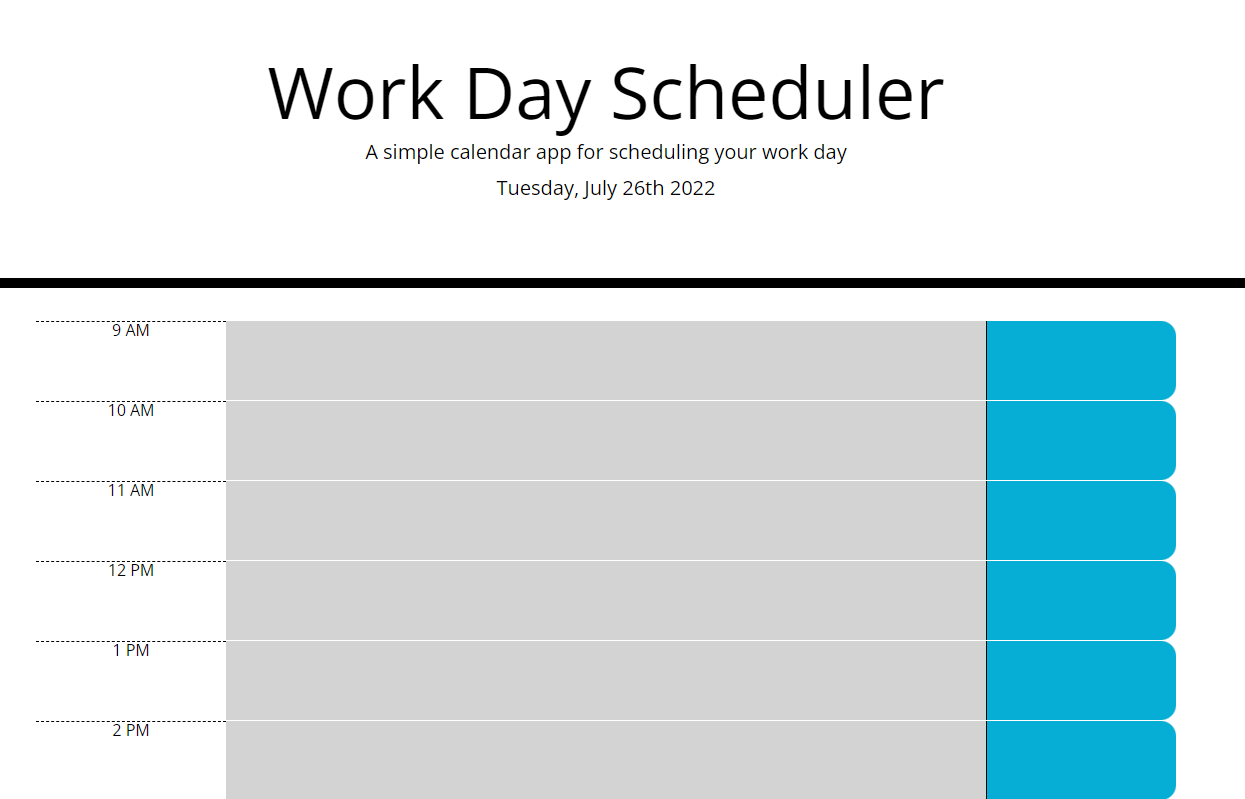 Work Day Scheduler
A simple calendar app for scheduling your work day
Tuesday, July 26th 2022
9 AM
10 AM
11 AM
12 PM
1 PM
2 PM